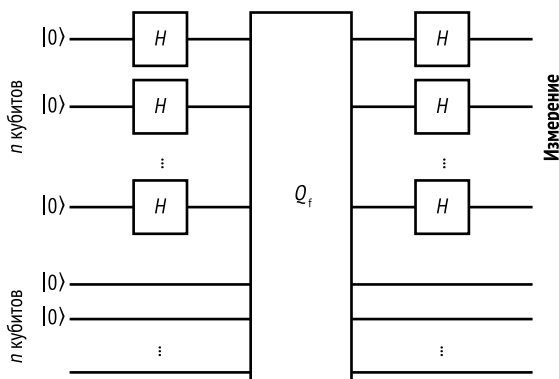 |0⟩ H H
|0⟩ H H
... ...
|0⟩ H H
n кубитов
Q_f
Измерение
|0⟩
|0⟩
... ...
n кубитов